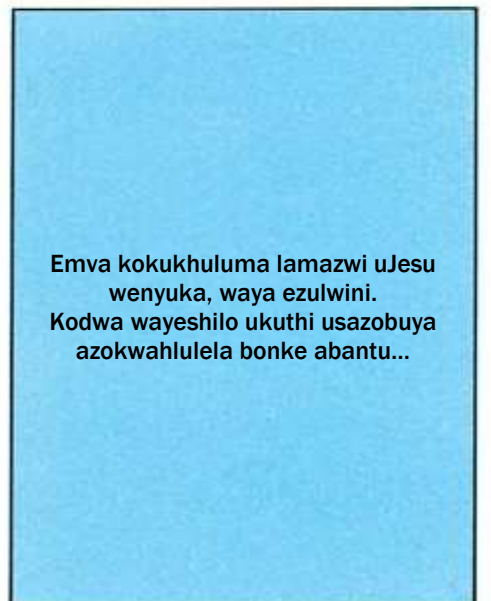 Emva kokukhuluma lamazwi uJesu
wenyuka, waya ezulwini.
Kodwa wayeshilo ukuthi usazobuya
azokwahlulela bonke abantu...